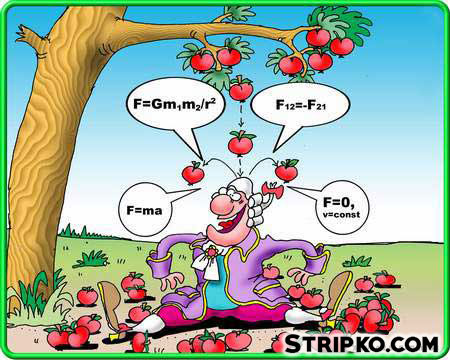 F=Gm₁m₂/r²
F₁₂=-F₂₁
F=ma
F=0,
v=const
STRIPKO.COM